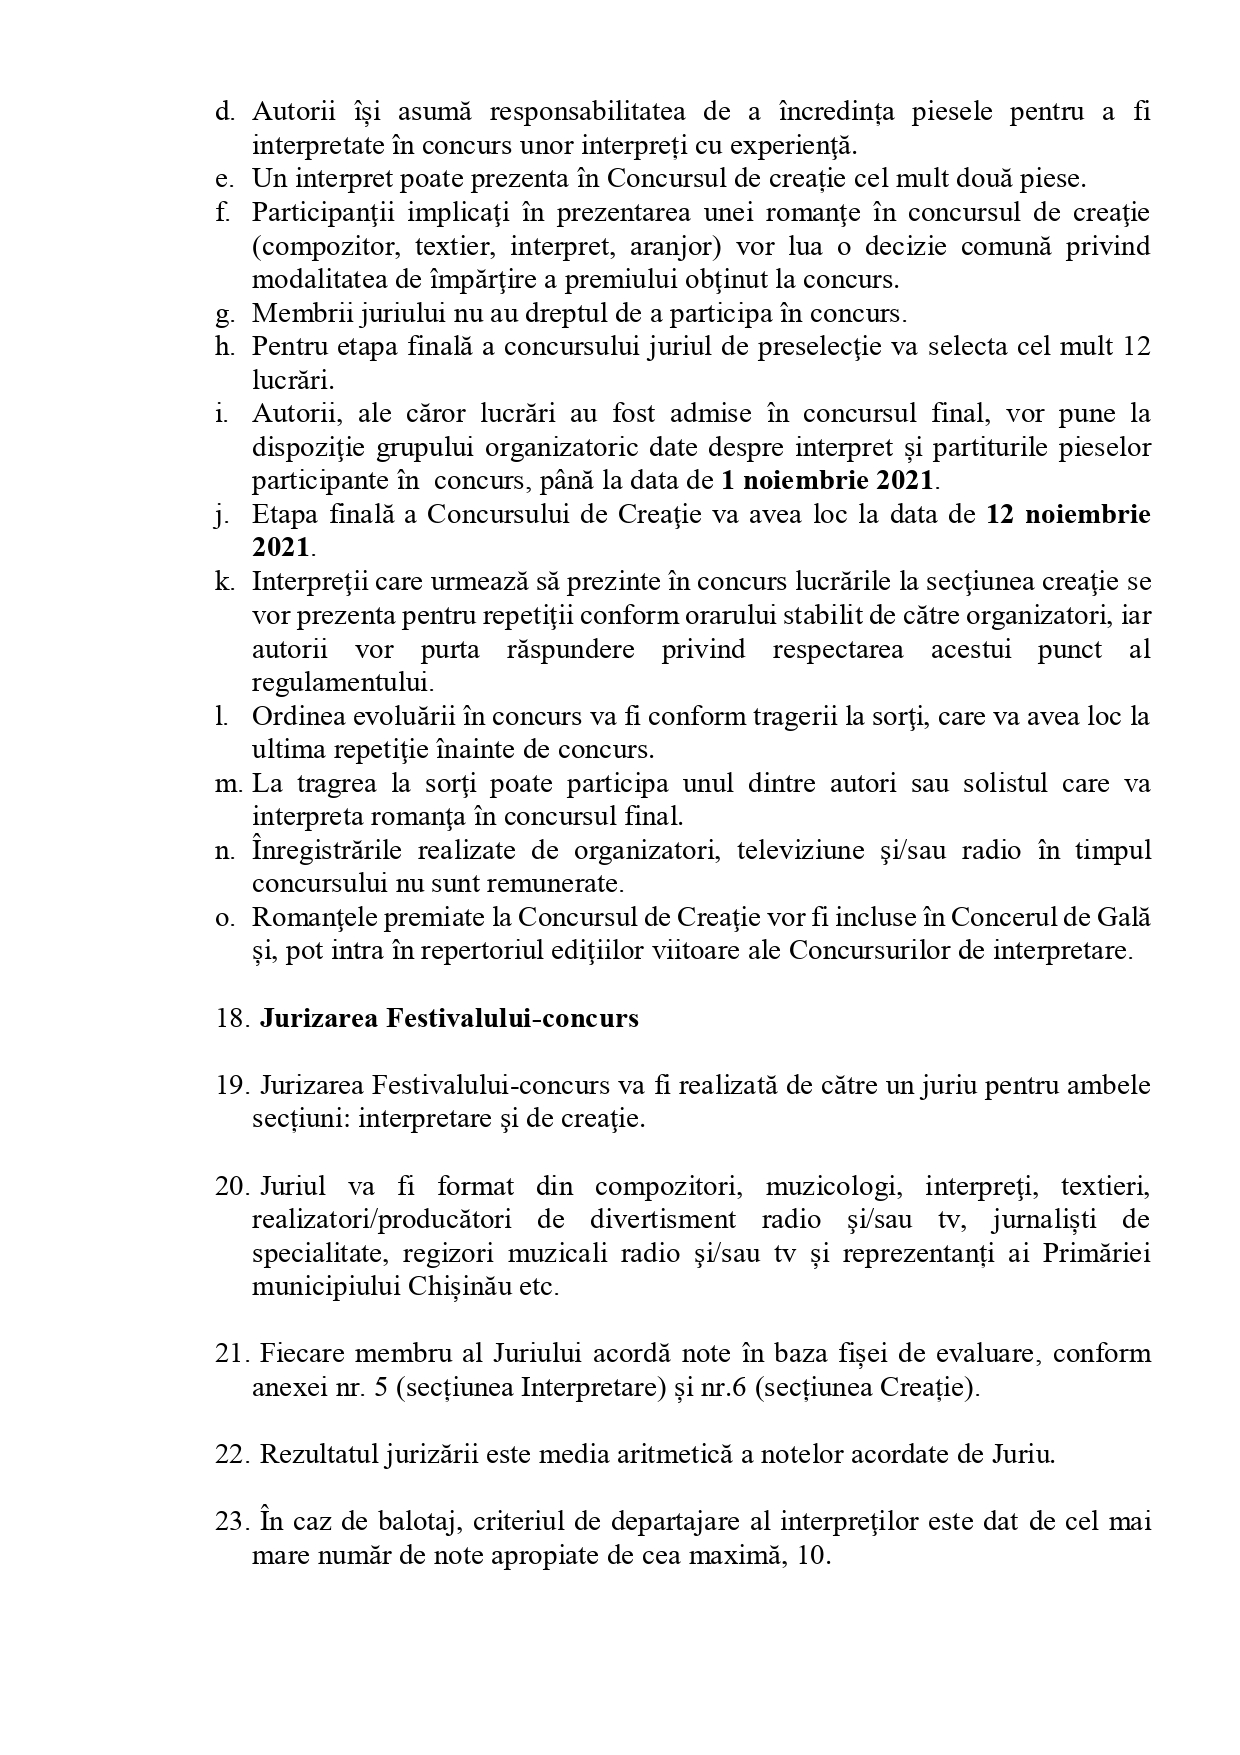 d. Autorii își asumă responsabilitatea de a încredința piesele pentru a fi
interpretate în concurs unor interpreți cu experienţă.
e. Un interpret poate prezenta în Concursul de creație cel mult două piese.
f. Participanţii implicaţi în prezentarea unei romanţe în concursul de creaţie
(compozitor, textier, interpret, aranjor) vor lua o decizie comună privind
modalitatea de împărţire a premiului obţinut la concurs.
g. Membrii juriului nu au dreptul de a participa în concurs.
h. Pentru etapa finală a concursului juriul de preselecţie va selecta cel mult 12
lucrări.
i. Autorii, ale căror lucrări au fost admise în concursul final, vor pune la
dispoziţie grupului organizatoric date despre interpret și partiturile pieselor
participante în  concurs, până la data de 1 noiembrie 2021.
j. Etapa finală a Concursului de Creaţie va avea loc la data de 12 noiembrie
2021.
k. Interpreţii care urmează să prezinte în concurs lucrările la secţiunea creaţie se
vor prezenta pentru repetiţii conform orarului stabilit de către organizatori, iar
autorii vor purta răspundere privind respectarea acestui punct al
regulamentului.
l. Ordinea evoluării în concurs va fi conform tragerii la sorţi, care va avea loc la
ultima repetiţie înainte de concurs.
m. La tragrea la sorţi poate participa unul dintre autori sau solistul care va
interpreta romanţa în concursul final.
n. Înregistrările realizate de organizatori, televiziune şi/sau radio în timpul
concursului nu sunt remunerate.
o. Romanţele premiate la Concursul de Creaţie vor fi incluse în Concerul de Gală
și, pot intra în repertoriul ediţiilor viitoare ale Concursurilor de interpretare.
18. Jurizarea Festivalului-concurs
19. Jurizarea Festivalului-concurs va fi realizată de către un juriu pentru ambele
secțiuni: interpretare şi de creaţie.
20. Juriul va fi format din compozitori, muzicologi, interpreţi, textieri,
realizatori/producători de divertisment radio şi/sau tv, jurnaliști de
specialitate, regizori muzicali radio şi/sau tv și reprezentanți ai Primăriei
municipiului Chișinău etc.
21. Fiecare membru al Juriului acordă note în baza fișei de evaluare, conform
anexei nr. 5 (secțiunea Interpretare) și nr.6 (secțiunea Creație).
22. Rezultatul jurizării este media aritmetică a notelor acordate de Juriu.
23. În caz de balotaj, criteriul de departajare al interpreţilor este dat de cel mai
mare număr de note apropiate de cea maximă, 10.